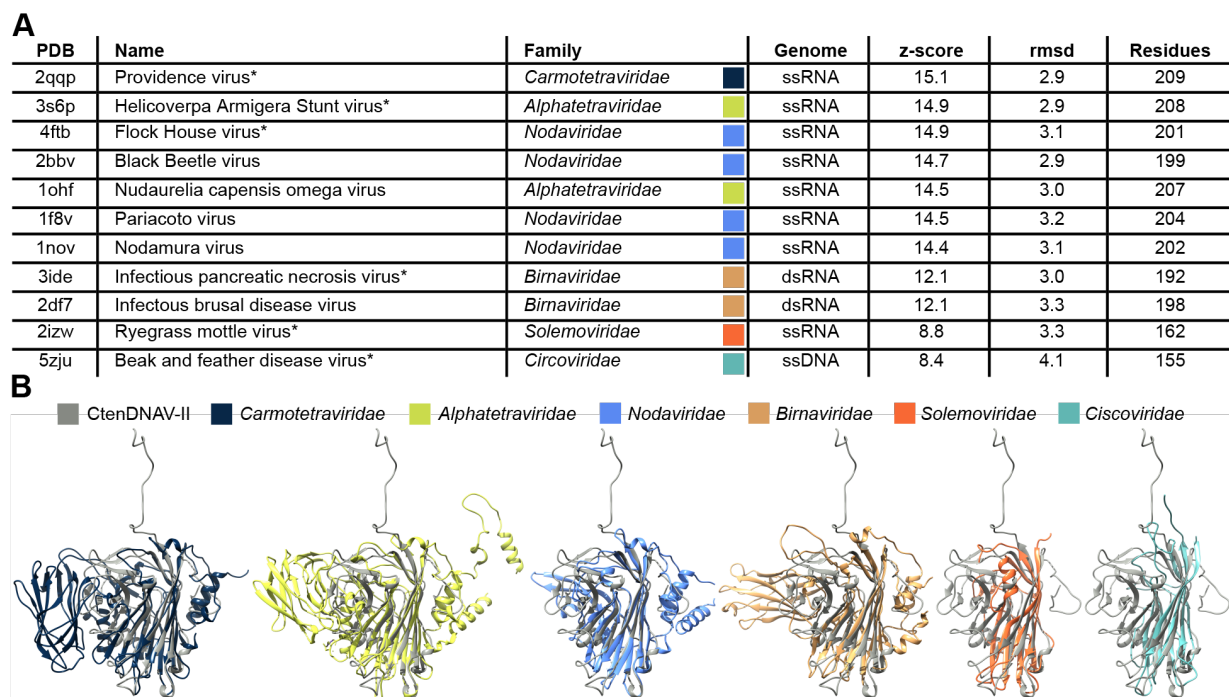 A
PDB Name Family Genome z-score rmsd Residues
2qqp Providence virus* Carmotetraviridae ssRNA 15.1 2.9 209
3s6p Helicoverpa Armigera Stunt virus* Alphatetraviridae ssRNA 14.9 2.9 208
4ftb Flock House virus* Nodaviridae ssRNA 14.9 3.1 201
2bbv Black Beetle virus Nodaviridae ssRNA 14.7 2.9 199
1ohf Nudaurelia capensis omega virus Alphatetraviridae ssRNA 14.5 3.0 207
1f8v Pariacoto virus Nodaviridae ssRNA 14.5 3.2 204
1nov Nodamura virus Nodaviridae ssRNA 14.4 3.1 202
3ide Infectious pancreatic necrosis virus* Birnaviridae dsRNA 12.1 3.0 192
2df7 Infectous brusal disease virus Birnaviridae dsRNA 12.1 3.3 198
2izw Ryegrass mottle virus* Solemoviridae ssRNA 8.8 3.3 162
5zju Beak and feather disease virus* Circoviridae ssDNA 8.4 4.1 155
B
CtenDNAV-II Carmotetraviridae Alphatetraviridae Nodaviridae Birnaviridae Solemoviridae Ciscoviridae